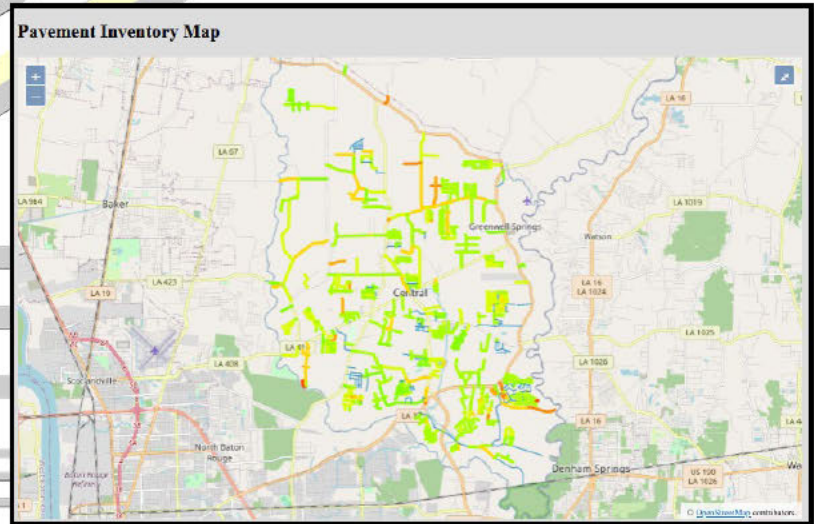 Pavement Inventory Map
+
−
LA 16
LA 67
LA 964
Baker
LA 1019
Greenwell Springs
Watson
LA 423
LA 16
LA 1024
LA 19
Central
LA 1025
LA 408
LA 1026
Scotlandville
LA 16
North Baton
Rouge
Denham Springs
US 190
LA 1026
© OpenStreetMap contributors.